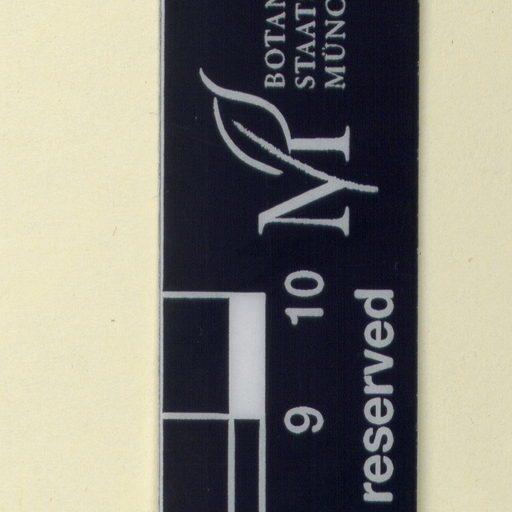 BOTAN
STAAT
MÜNC
M
9 10
reserved